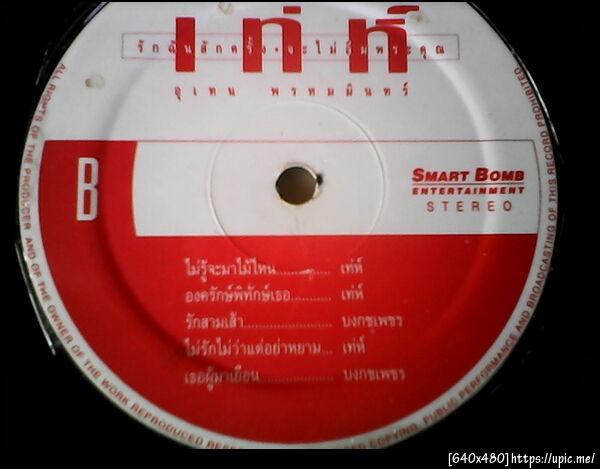 เท่ห์
รักฉันสักครั้ง・จะไม่ลืมพระคุณ
อุเทน พรหมมินทร์
B
SMART BOMB
ENTERTAINMENT
STEREO
ไม่รู้จะมาไม้ไหน............... เท่ห์
องครักษ์พิทักษ์เธอ........... เท่ห์
รักสามเส้า........................ บงกชเพชร
ไม่รักไม่ว่าแต่อย่าหยาม... เท่ห์
เธอผู้มาเยือน.................... บงกชเพชร
ALL RIGHTS OF THE PRODUCER AND OF THE OWNER OF THE WORK REPRODUCED COPYING, PUBLIC PERFORMANCE AND BROADCASTING OF THIS RECORD PROHIBITED
[640x480]https://upic.me/